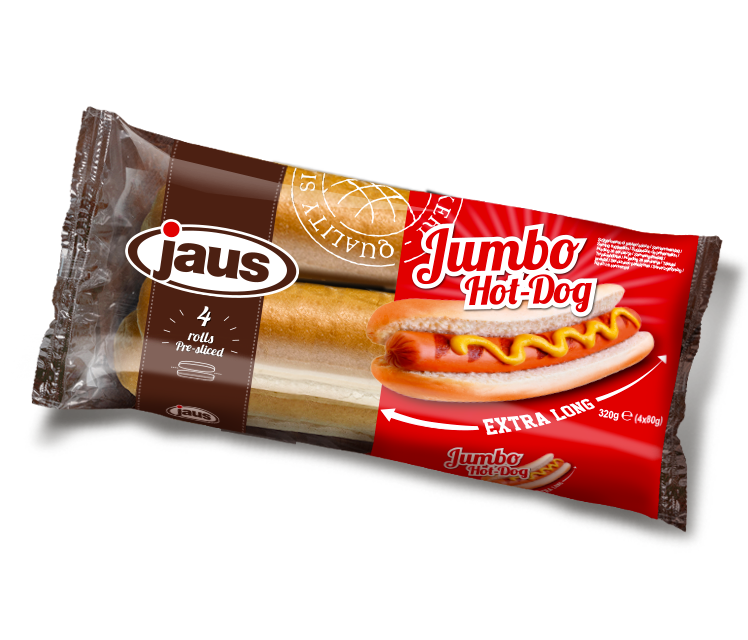 jaus
4
rolls
Pre-sliced
jaus
QUALITY IS
Jumbo
Hot-Dog
EXTRA LONG
320g ℮ (4x80g)
Jumbo
Hot-Dog